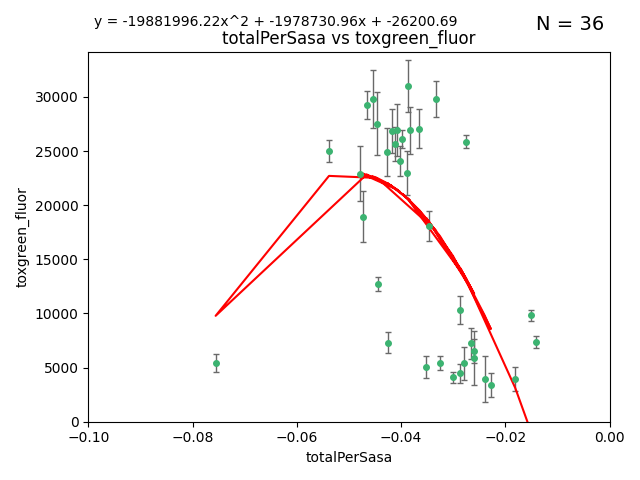 y = -19881996.22x^2 + -1978730.96x + -26200.69
N = 36
totalPerSasa vs toxgreen_fluor
30000
25000
20000
15000
10000
5000
0
toxgreen_fluor
−0.10
−0.08
−0.06
−0.04
−0.02
0.00
totalPerSasa